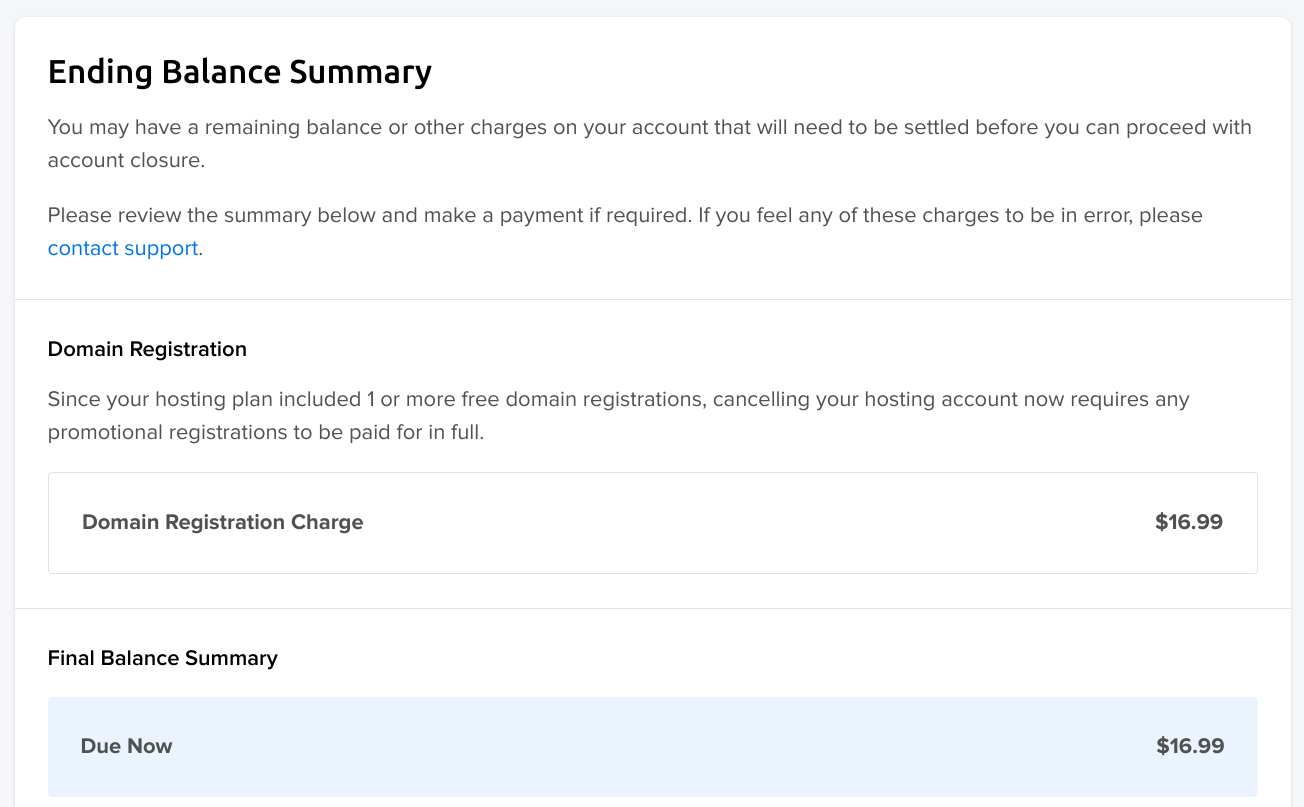 Ending Balance Summary
You may have a remaining balance or other charges on your account that will need to be settled before you can proceed with
account closure.
Please review the summary below and make a payment if required. If you feel any of these charges to be in error, please
contact support.
Domain Registration
Since your hosting plan included 1 or more free domain registrations, cancelling your hosting account now requires any
promotional registrations to be paid for in full.
Domain Registration Charge $16.99
Final Balance Summary
Due Now $16.99